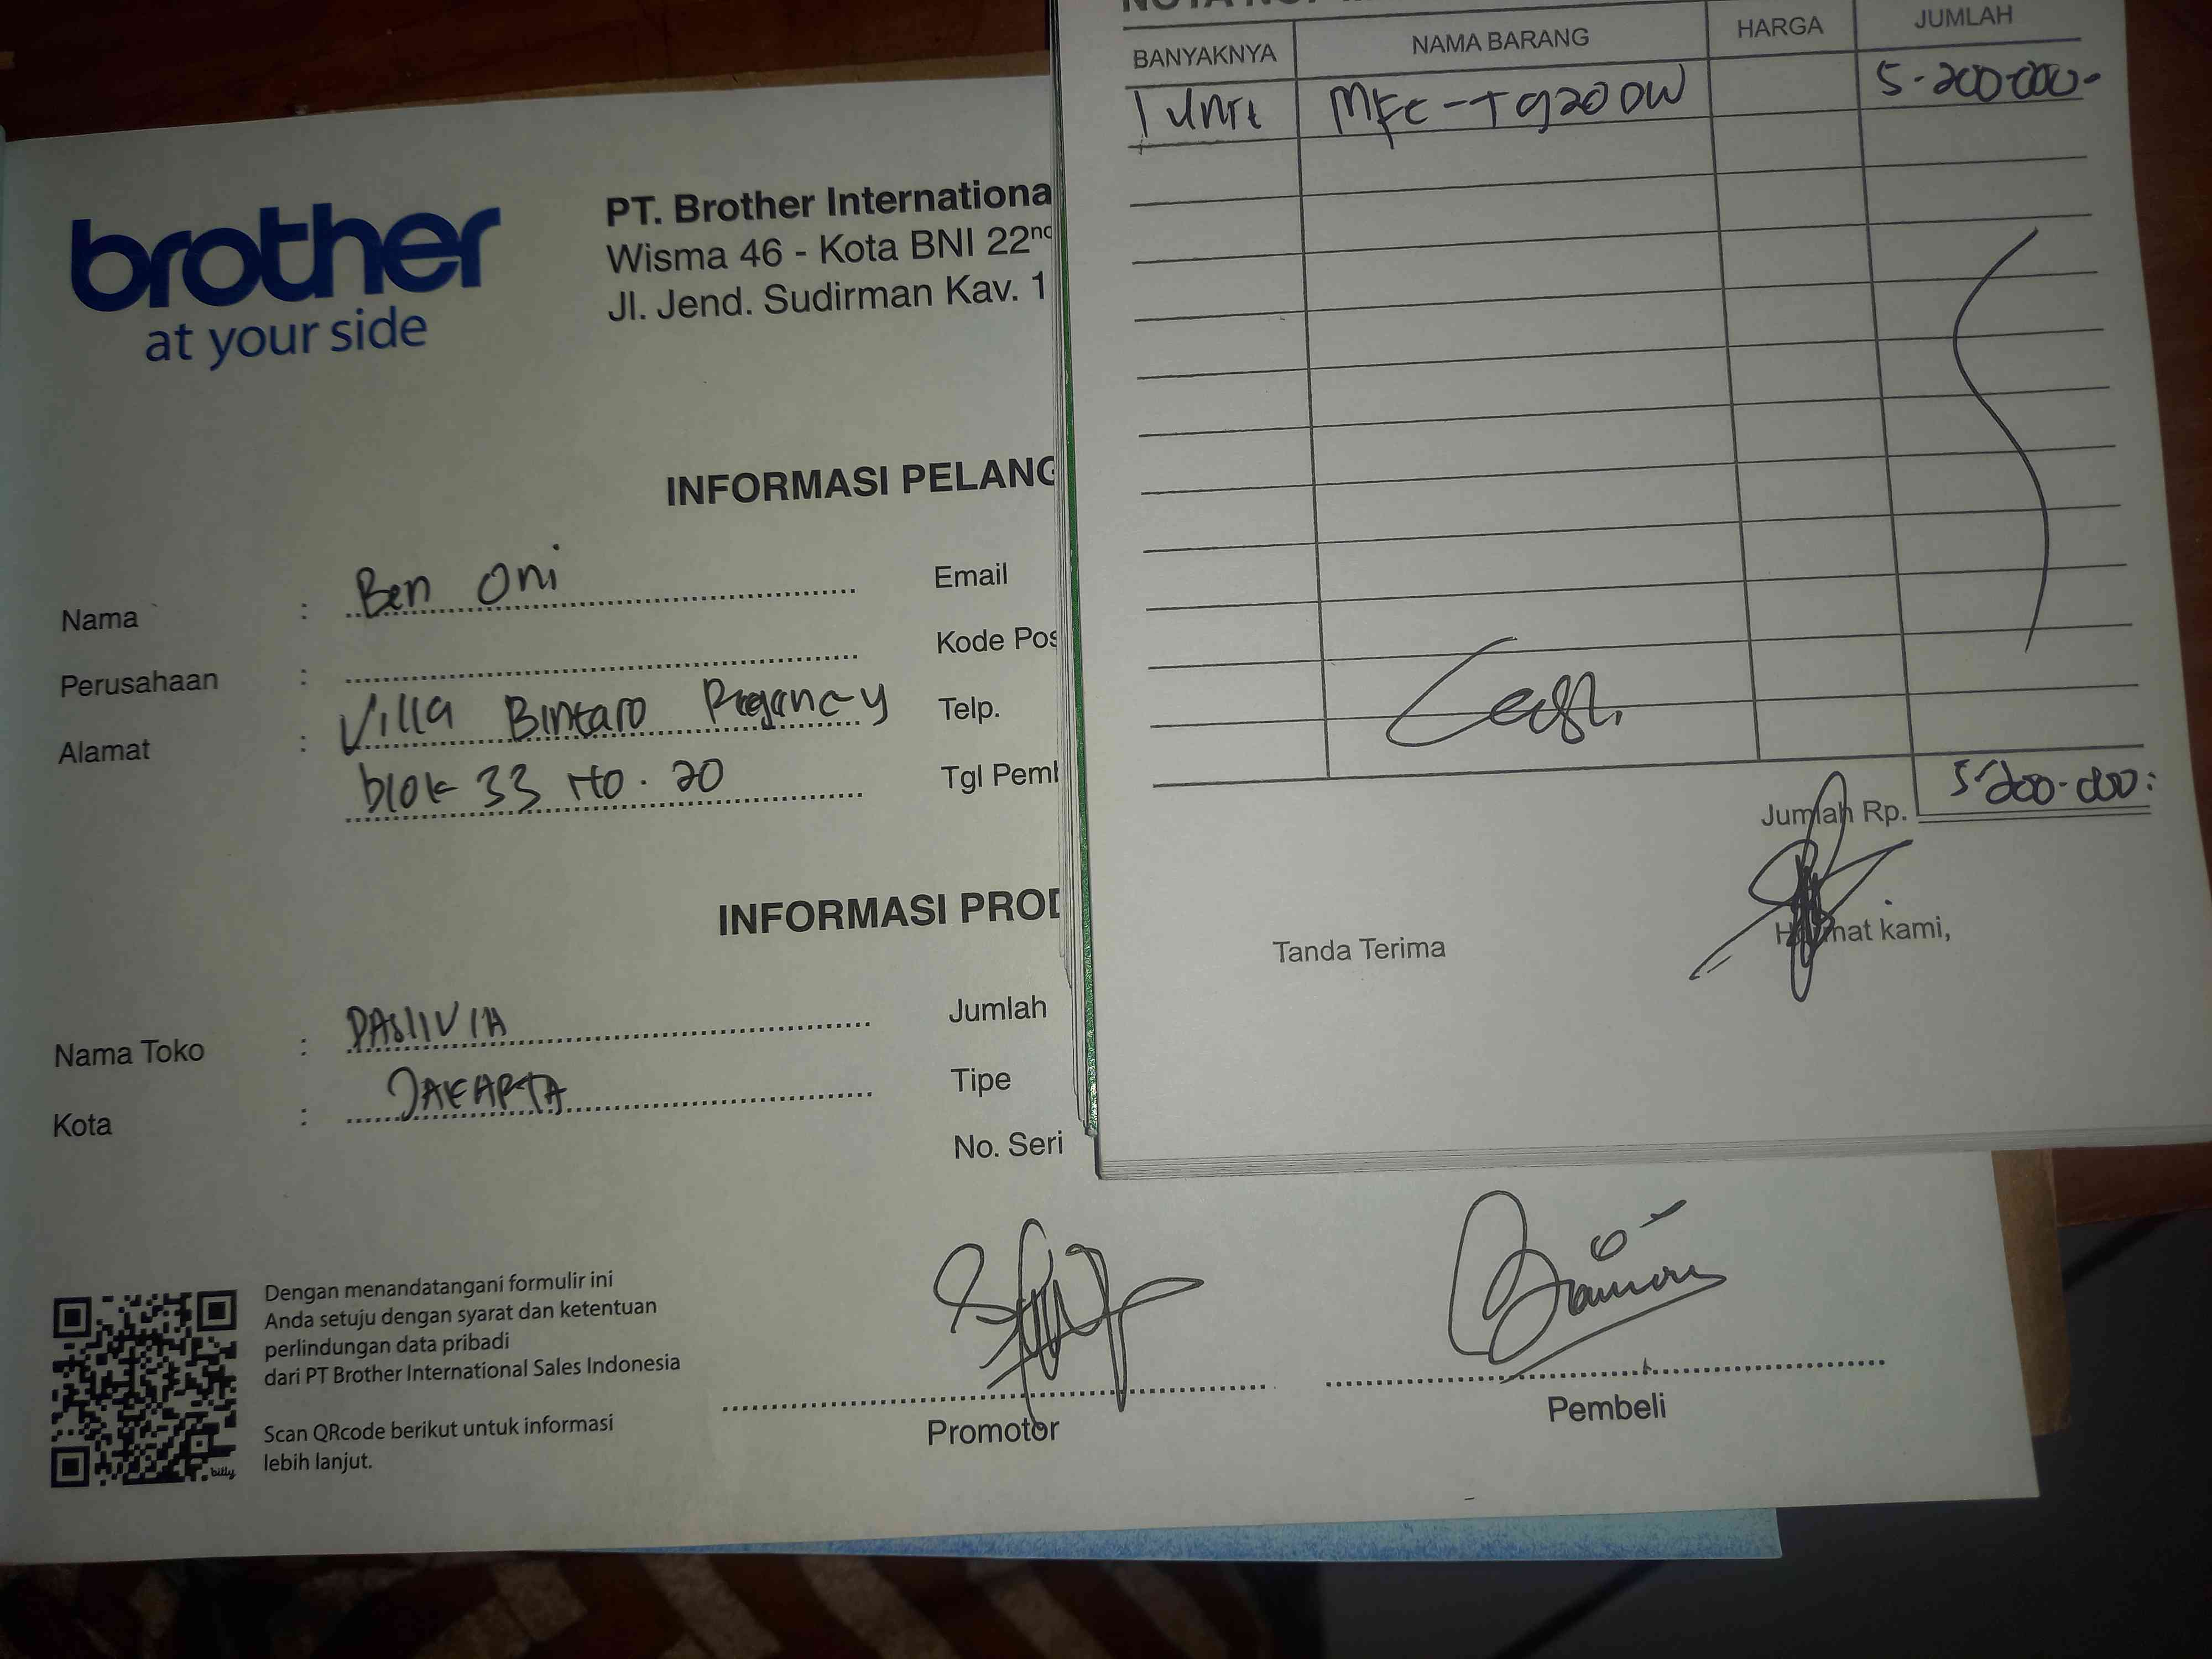 brother
at your side
PT. Brother Internationa
Wisma 46 - Kota BNI 22nd
Jl. Jend. Sudirman Kav. 1
INFORMASI PELANG
Nama : Ben Oni
Perusahaan :
Alamat : Villa Bintaro Regancy
blok 33 No. 20
Email
Kode Pos
Telp.
Tgl Pemb
INFORMASI PROD
Nama Toko :
Kota : JAKARTA
Jumlah
Tipe
No. Seri
Dengan menandatangani formulir ini
Anda setuju dengan syarat dan ketentuan
perlindungan data pribadi
dari PT Brother International Sales Indonesia
Scan QRcode berikut untuk informasi
lebih lanjut.
bitly
Promotor
Pembeli
NOTA NO.
BANYAKNYA NAMA BARANG HARGA JUMLAH
1 Unit MFC-T920DW 5.200.000-
Cash
Jumlah Rp. 5.200.000:
Tanda Terima
Hormat kami,